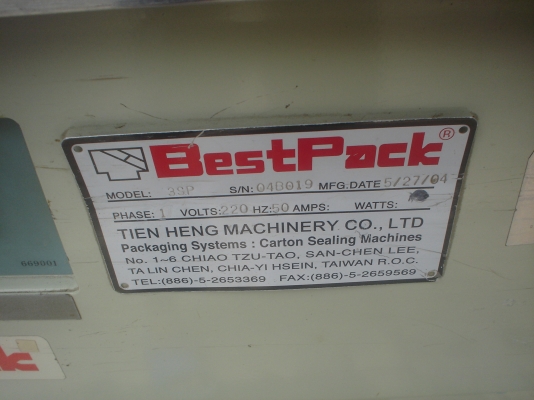 BestPack®
MODEL: 3SP S/N: 04B019 MFG.DATE 5/27/04
PHASE: 1 VOLTS: 220 HZ: 50 AMPS: WATTS:
TIEN HENG MACHINERY CO., LTD
Packaging Systems : Carton Sealing Machines
No. 1~6 CHIAO TZU-TAO, SAN-CHEN LEE,
TA LIN CHEN, CHIA-YI HSEIN, TAIWAN R.O.C.
TEL:(886)-5-2653369 FAX:(886)-5-2659569